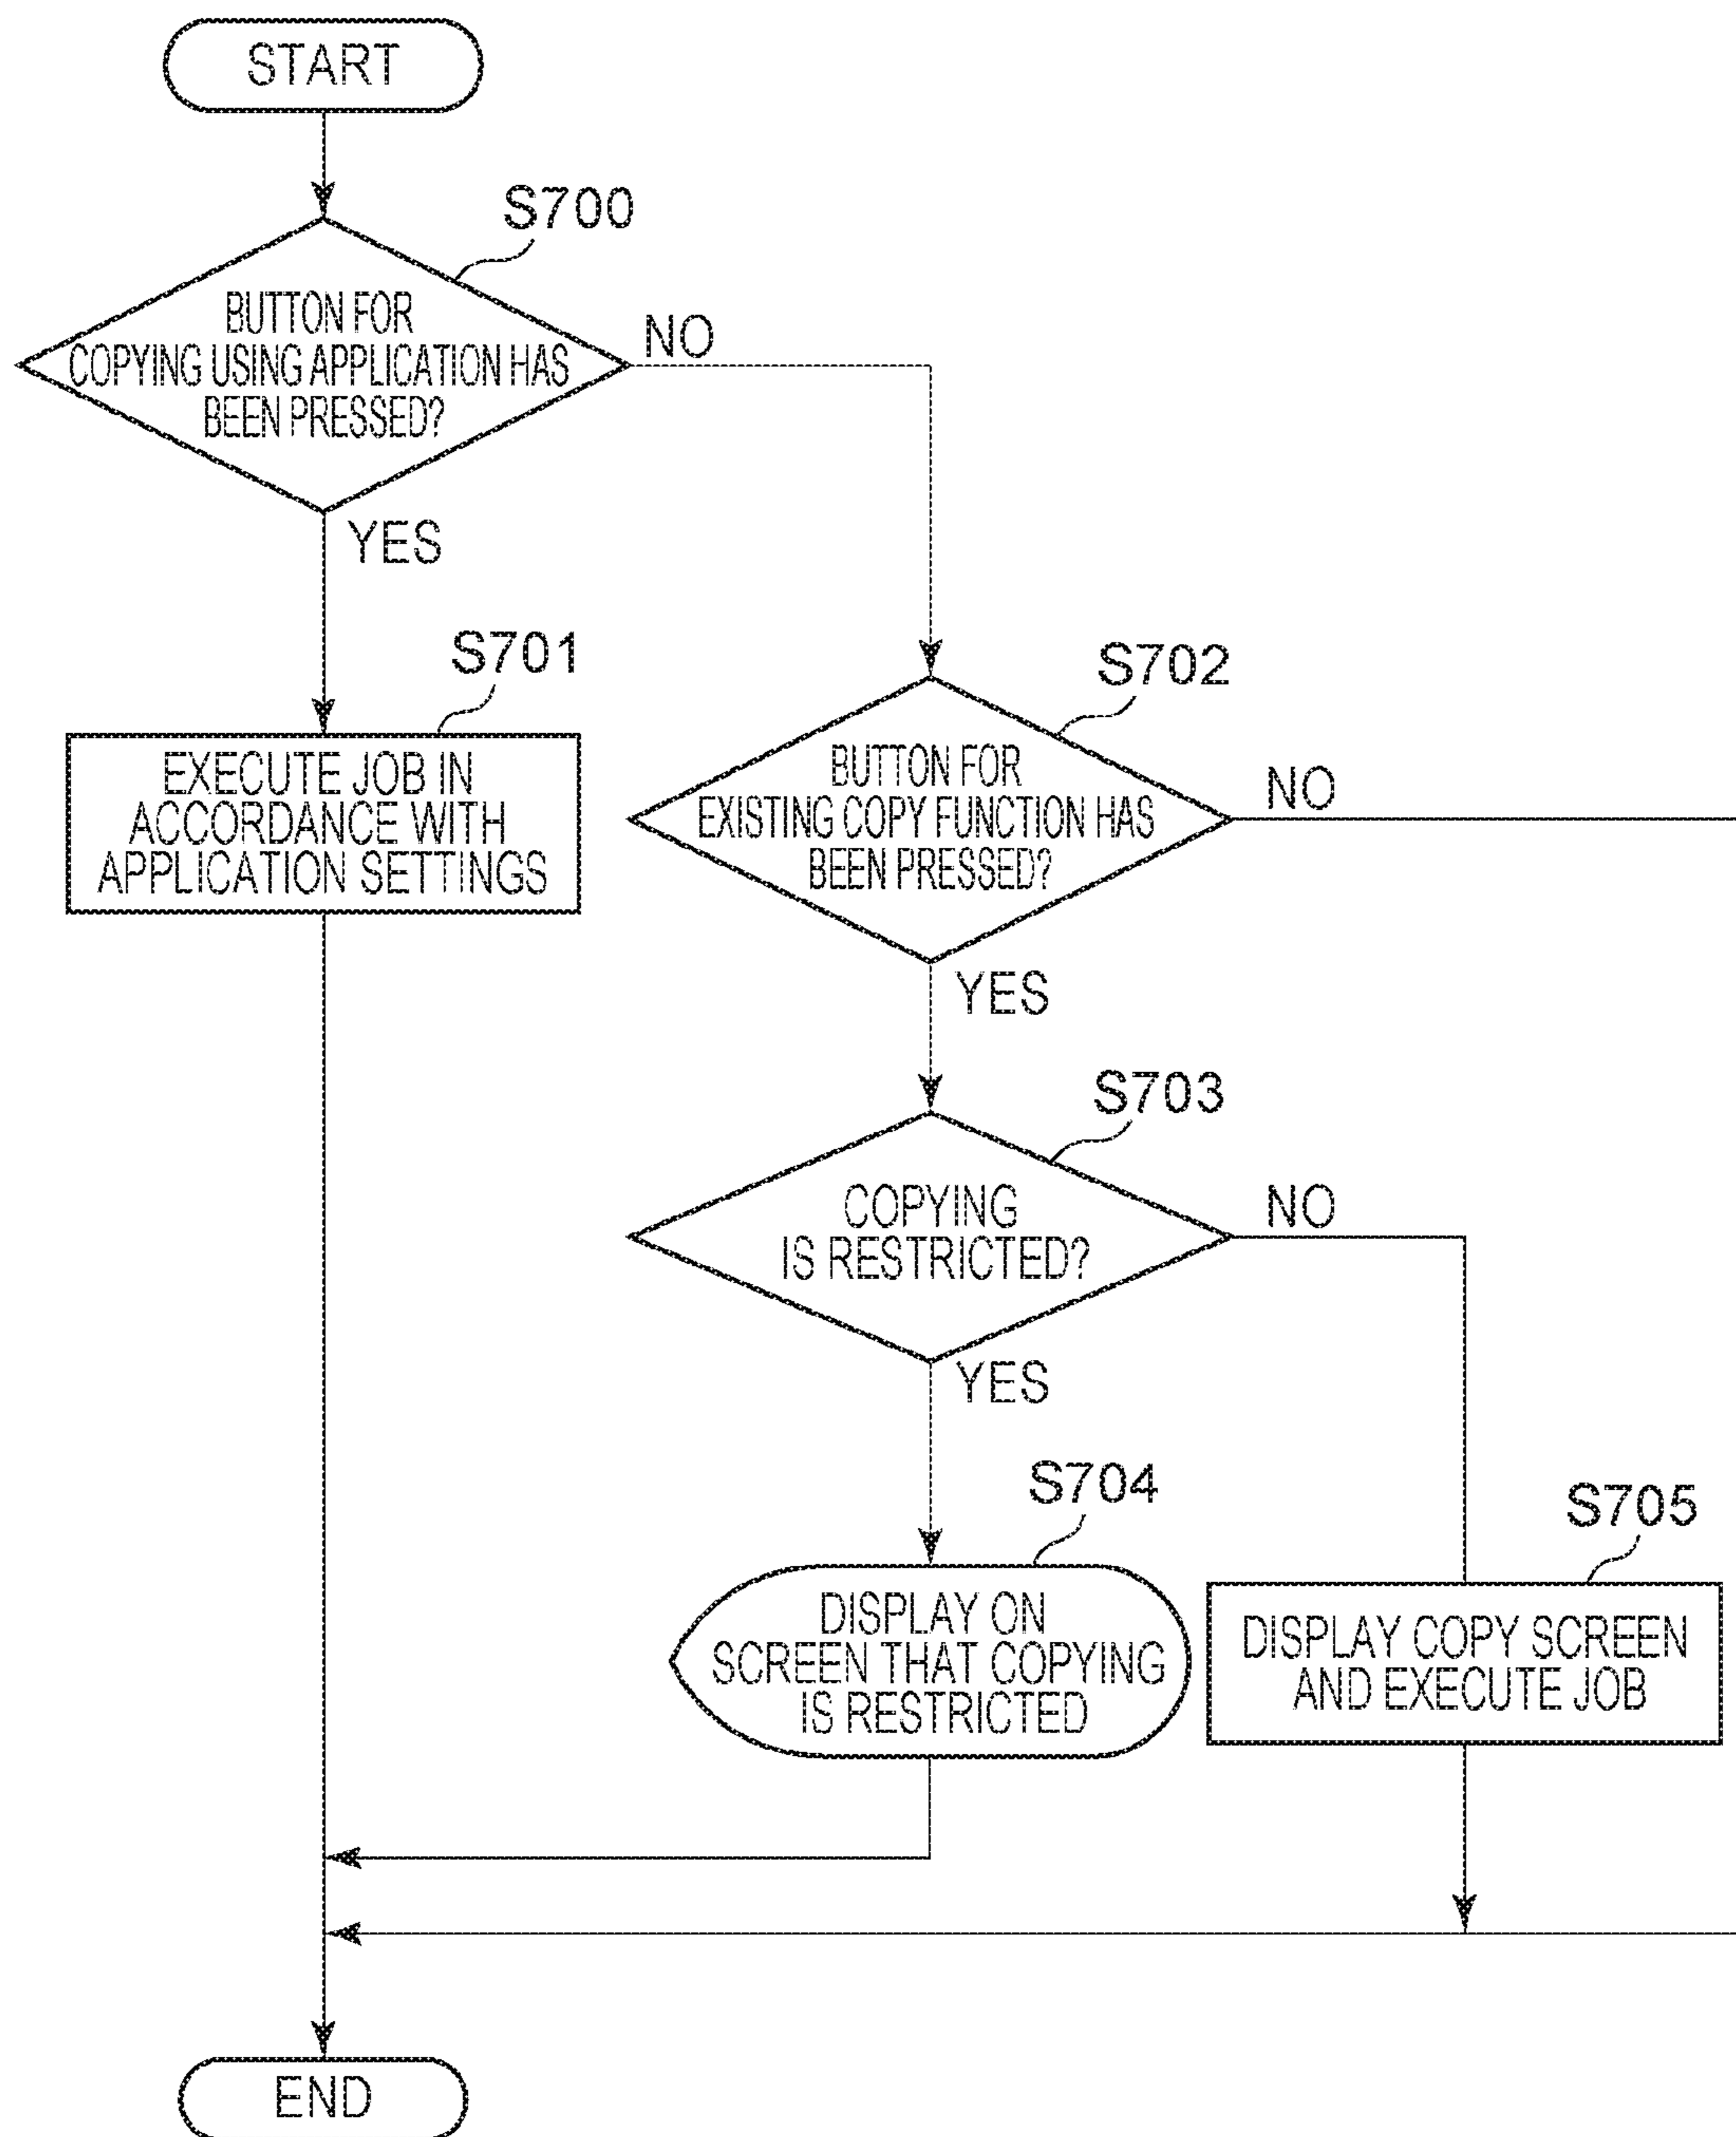 START
S700
BUTTON FOR
COPYING USING APPLICATION HAS
BEEN PRESSED?
NO
YES
S701
EXECUTE JOB IN
ACCORDANCE WITH
APPLICATION SETTINGS
S702
BUTTON FOR
EXISTING COPY FUNCTION HAS
BEEN PRESSED?
NO
YES
S703
COPYING
IS RESTRICTED?
NO
YES
S704
DISPLAY ON
SCREEN THAT COPYING
IS RESTRICTED
S705
DISPLAY COPY SCREEN
AND EXECUTE JOB
END